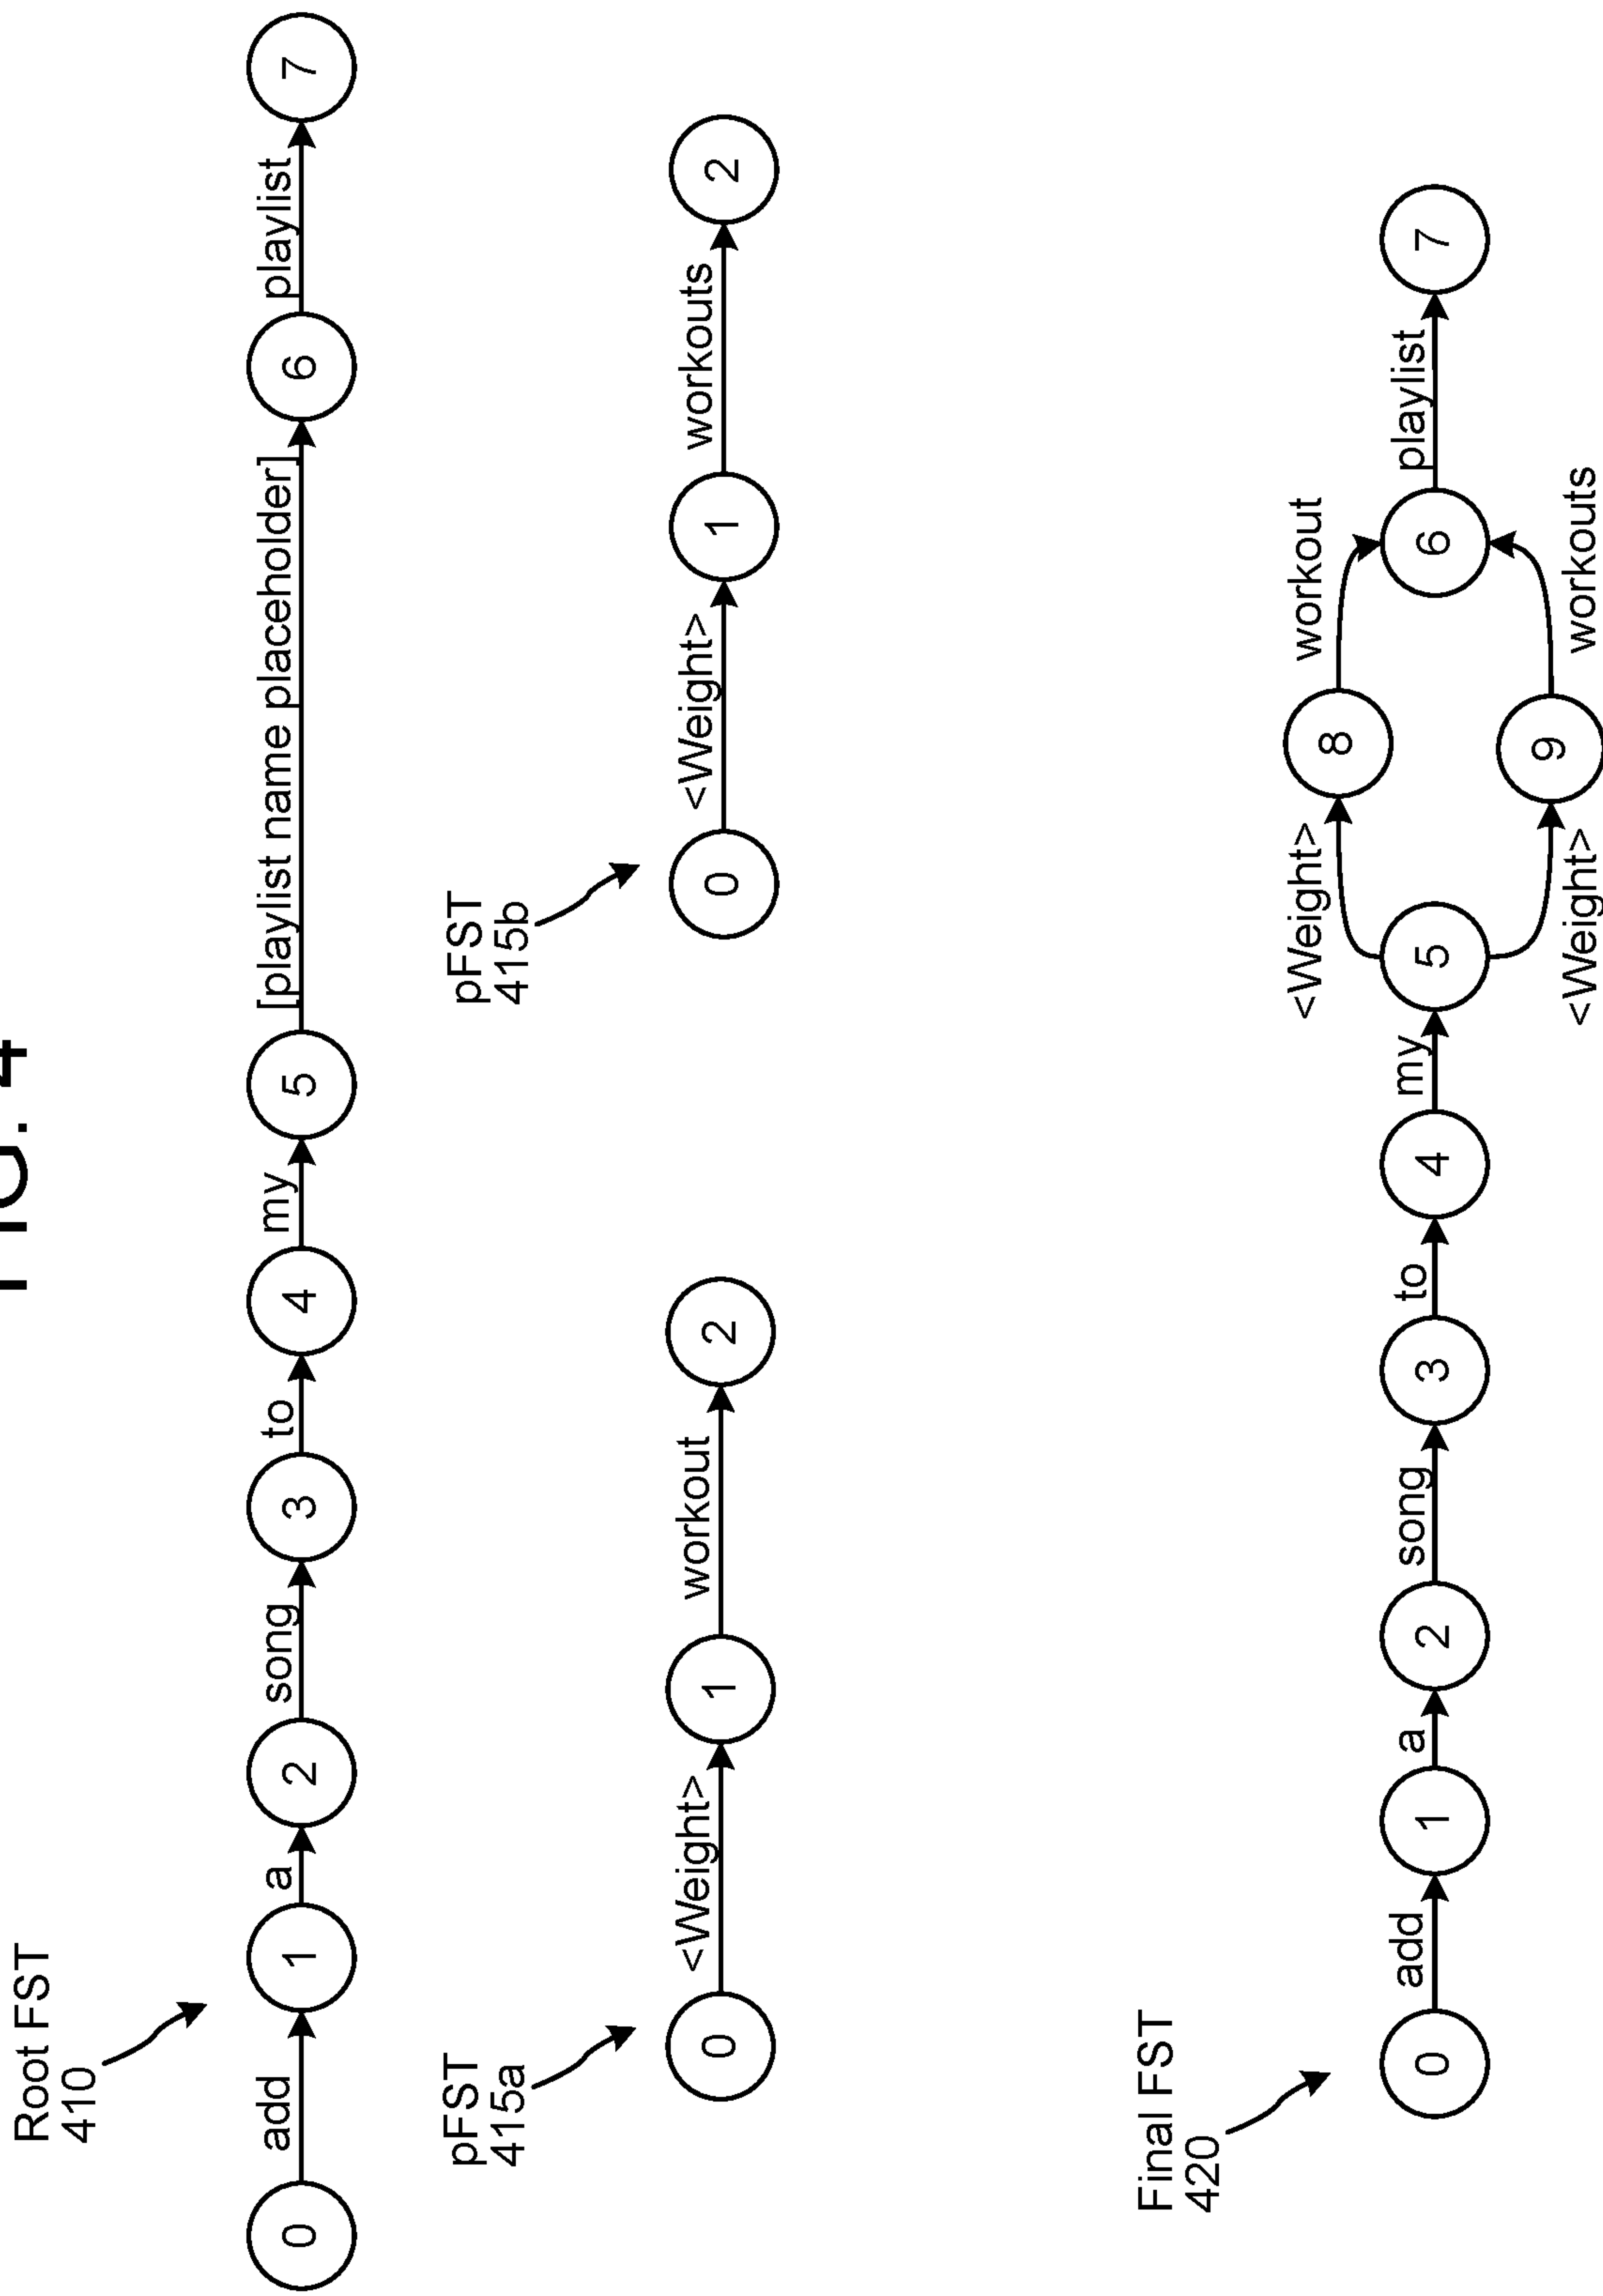 FIG. 4
Root FST
410
0 add 1 a 2 song 3 to 4 my 5 [playlist name placeholder] 6 playlist 7
pFST
415a
0 <Weight> 1 workout 2
pFST
415b
0 <Weight> 1 workouts 2
Final FST
420
<Weight> 8 workout
0 add 1 a 2 song 3 to 4 my 5 6 playlist 7
<Weight> 9 workouts